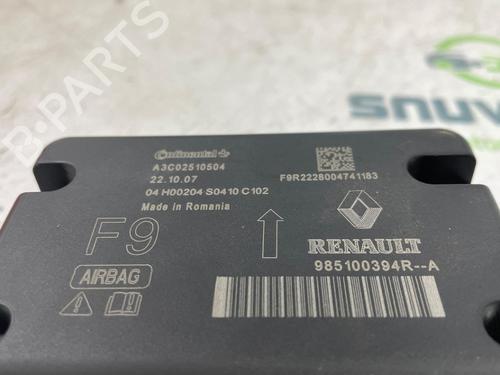 B-PARTS
Continental
A3C02510504
22.10.07
04 H00204 S0410 C102
Made in Romania
F9R2228004741183
F9
AIRBAG
RENAULT
985100394R--A